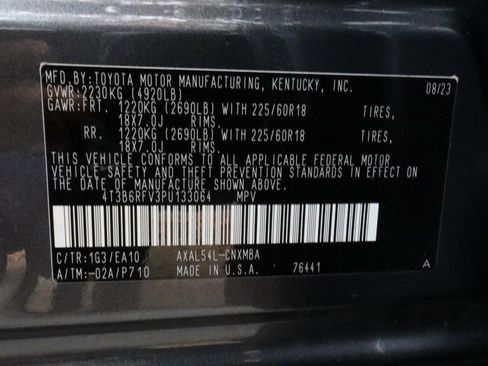 MFD.BY:TOYOTA MOTOR MANUFACTURING, KENTUCKY, INC. 08/23
GVWR:2230KG (4920LB)
GAWR:FRT. 1220KG (2690LB) WITH 225/60R18 TIRES,
18X7.0J RIMS.
RR. 1220KG (2690LB) WITH 225/60R18 TIRES,
18X7.0J RIMS.
THIS VEHICLE CONFORMS TO ALL APPLICABLE FEDERAL MOTOR
VEHICLE SAFETY AND THEFT PREVENTION STANDARDS IN EFFECT
ON THE DATE OF MANUFACTURE SHOWN ABOVE.
4T3B6RFV3PU133064 MPV
C/TR:1G3/EA10 AXAL54L-CNXMBA
A/TM:-02A/P710 MADE IN U.S.A. 76441 A